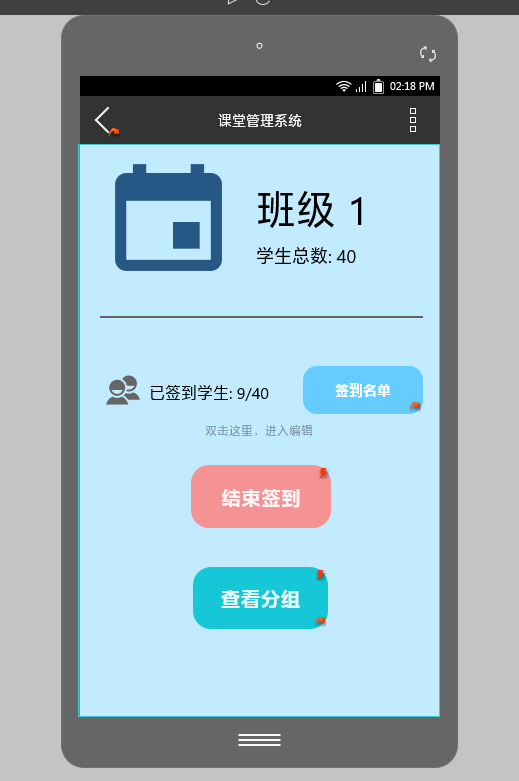 02:18 PM
课堂管理系统
班级 1
学生总数: 40
已签到学生: 9/40
签到名单
双击这里，进入编辑
结束签到
查看分组